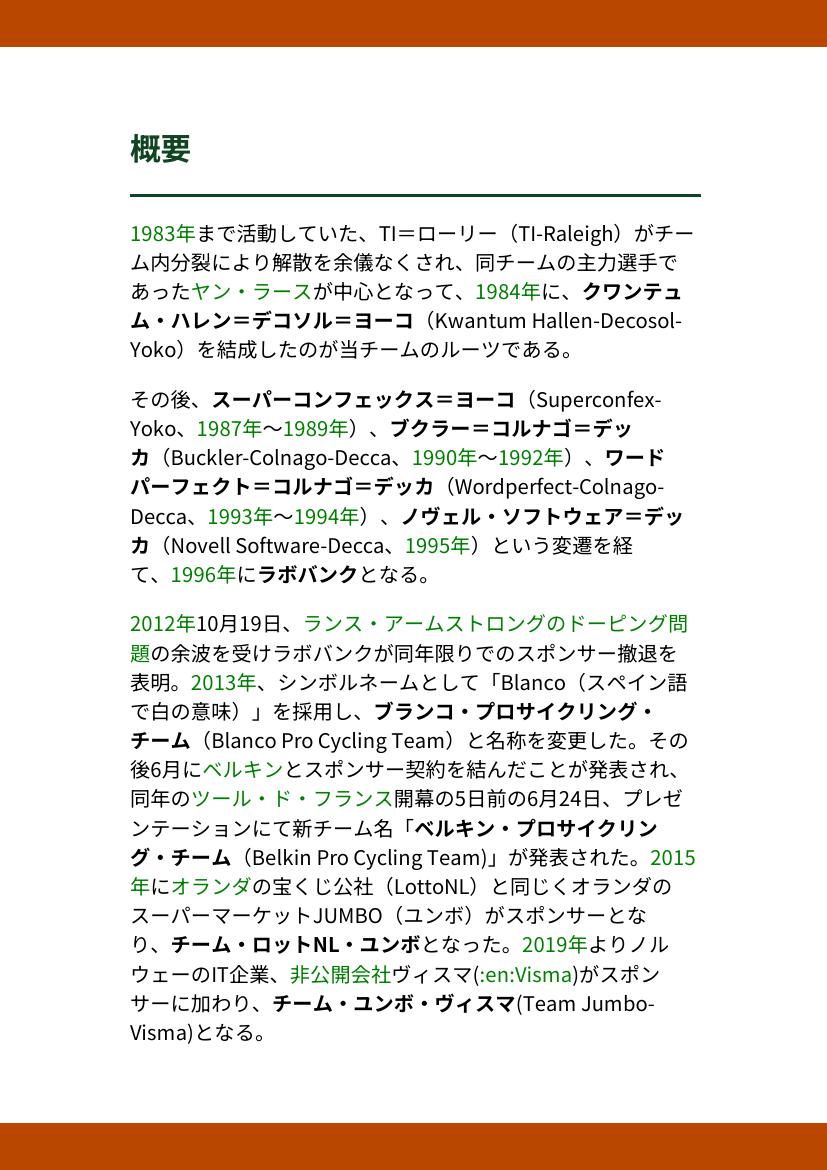 概要
1983年まで活動していた、TI＝ローリー（TI-Raleigh）がチー
ム内分裂により解散を余儀なくされ、同チームの主力選手で
あったヤン・ラースが中心となって、1984年に、クワンテュ
ム・ハレン＝デコソル＝ヨーコ（Kwantum Hallen-Decosol-
Yoko）を結成したのが当チームのルーツである。
その後、スーパーコンフェックス＝ヨーコ（Superconfex-
Yoko、1987年〜1989年）、ブクラー＝コルナゴ＝デッ
カ（Buckler-Colnago-Decca、1990年〜1992年）、ワード
パーフェクト＝コルナゴ＝デッカ（Wordperfect-Colnago-
Decca、1993年〜1994年）、ノヴェル・ソフトウェア＝デッ
カ（Novell Software-Decca、1995年）という変遷を経
て、1996年にラボバンクとなる。
2012年10月19日、ランス・アームストロングのドーピング問
題の余波を受けラボバンクが同年限りでのスポンサー撤退を
表明。2013年、シンボルネームとして「Blanco（スペイン語
で白の意味）」を採用し、ブランコ・プロサイクリング・
チーム（Blanco Pro Cycling Team）と名称を変更した。その
後6月にベルキンとスポンサー契約を結んだことが発表され、
同年のツール・ド・フランス開幕の5日前の6月24日、プレゼ
ンテーションにて新チーム名「ベルキン・プロサイクリン
グ・チーム（Belkin Pro Cycling Team)」が発表された。2015
年にオランダの宝くじ公社（LottoNL）と同じくオランダの
スーパーマーケットJUMBO（ユンボ）がスポンサーとな
り、チーム・ロットNL・ユンボとなった。2019年よりノル
ウェーのIT企業、非公開会社ヴィスマ(:en:Visma)がスポン
サーに加わり、チーム・ユンボ・ヴィスマ(Team Jumbo-
Visma)となる。